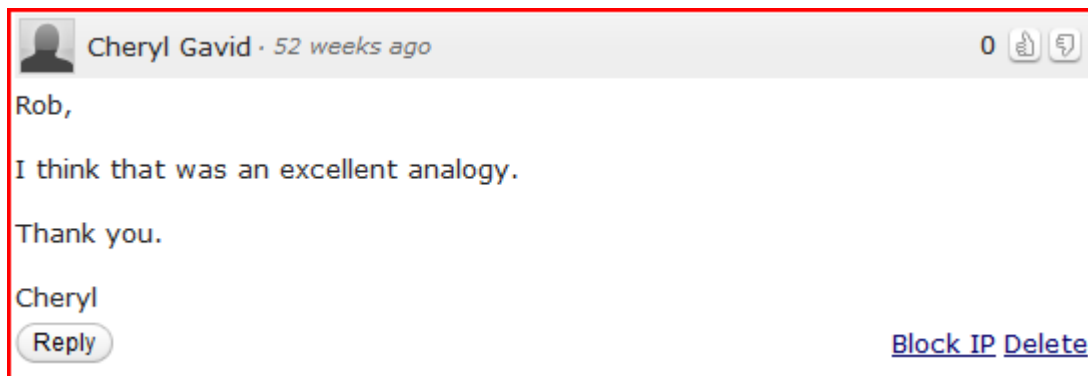 Cheryl Gavid · 52 weeks ago 0
Rob,
I think that was an excellent analogy.
Thank you.
Cheryl
Reply Block IP Delete